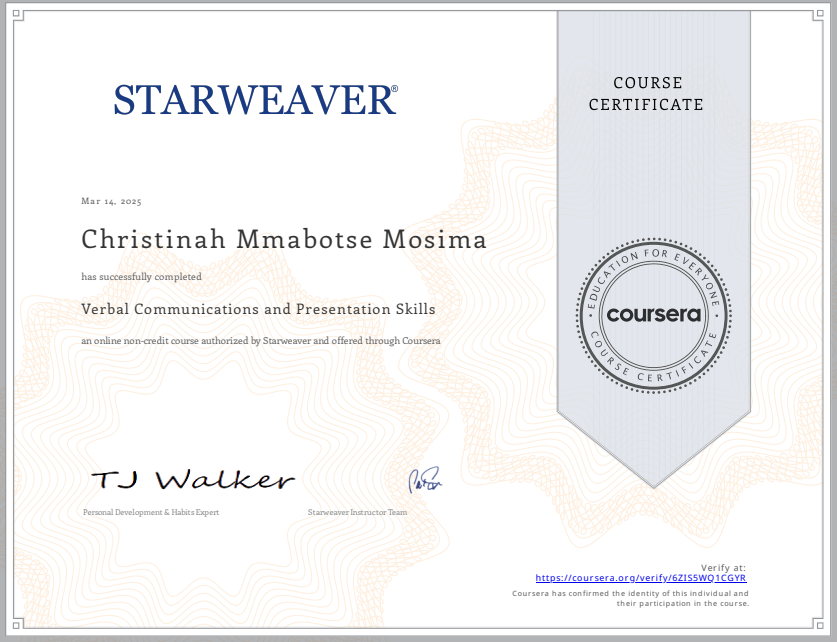 STARWEAVER®
COURSE
CERTIFICATE
Mar 14, 2025
Christinah Mmabotse Mosima
has successfully completed
Verbal Communications and Presentation Skills
an online non-credit course authorized by Starweaver and offered through Coursera
EDUCATION FOR EVERYONE
coursera
COURSE CERTIFICATE
TJ Walker
Personal Development & Habits Expert
Starweaver Instructor Team
Verify at:
https://coursera.org/verify/6ZIS5WQ1CGYR
Coursera has confirmed the identity of this individual and
their participation in the course.